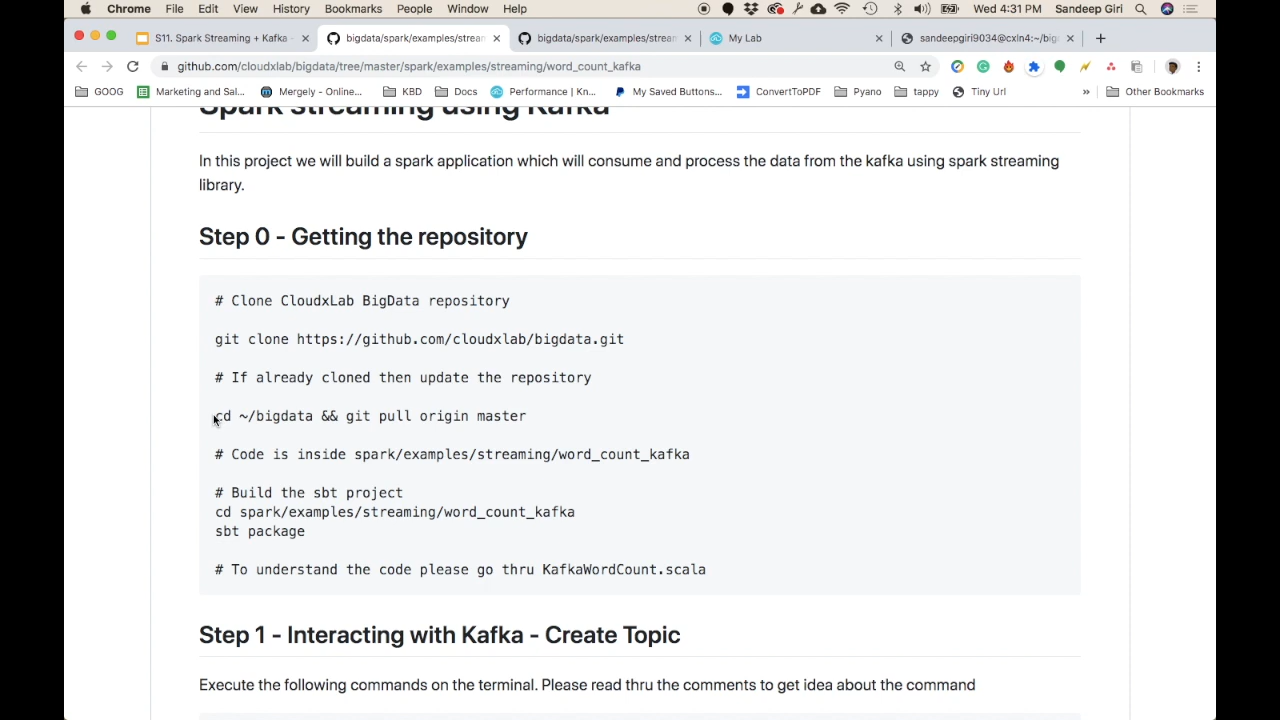 Chrome File Edit View History Bookmarks People Window Help Wed 4:31 PM Sandeep Giri
S11. Spark Streaming + Kafka bigdata/spark/examples/stream bigdata/spark/examples/stream My Lab sandeepgiri9034@cxln4:~/big
github.com/cloudxlab/bigdata/tree/master/spark/examples/streaming/word_count_kafka
GOOG Marketing and Sal... Mergely - Online... KBD Docs Performance | Kn... My Saved Buttons... ConvertToPDF Pyano tappy Tiny Url » Other Bookmarks
Spark streaming using Kafka
In this project we will build a spark application which will consume and process the data from the kafka using spark streaming
library.
Step 0 - Getting the repository
# Clone CloudxLab BigData repository
git clone https://github.com/cloudxlab/bigdata.git
# If already cloned then update the repository
cd ~/bigdata && git pull origin master
# Code is inside spark/examples/streaming/word_count_kafka
# Build the sbt project
cd spark/examples/streaming/word_count_kafka
sbt package
# To understand the code please go thru KafkaWordCount.scala
Step 1 - Interacting with Kafka - Create Topic
Execute the following commands on the terminal. Please read thru the comments to get idea about the command